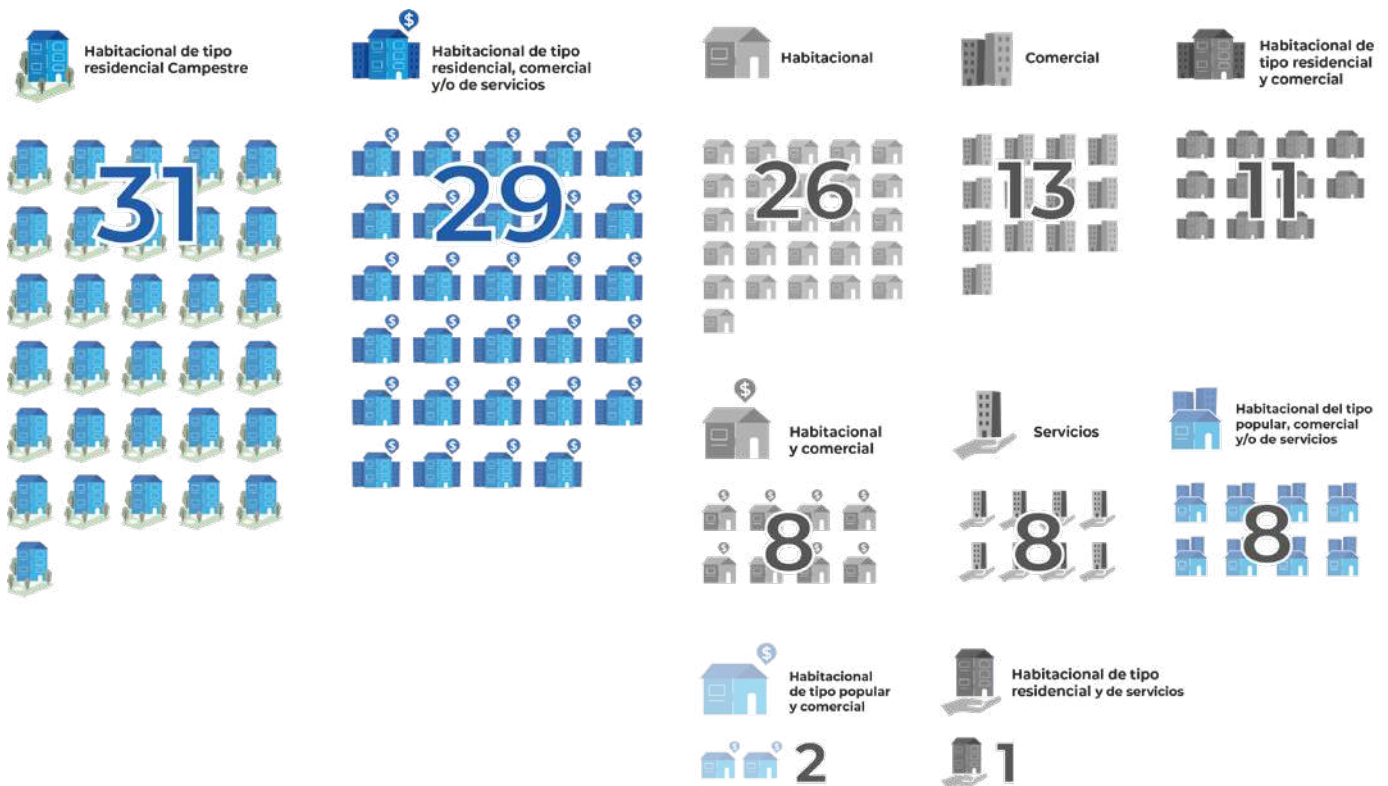 Habitacional de tipo
residencial Campestre
31
$
Habitacional de tipo
residencial, comercial
y/o de servicios
29
Habitacional
26
Comercial
13
Habitacional de
tipo residencial
y comercial
11
$
Habitacional
y comercial
8
Servicios
8
Habitacional del tipo
popular, comercial
y/o de servicios
8
$
Habitacional
de tipo popular
y comercial
2
Habitacional de tipo
residencial y de servicios
1